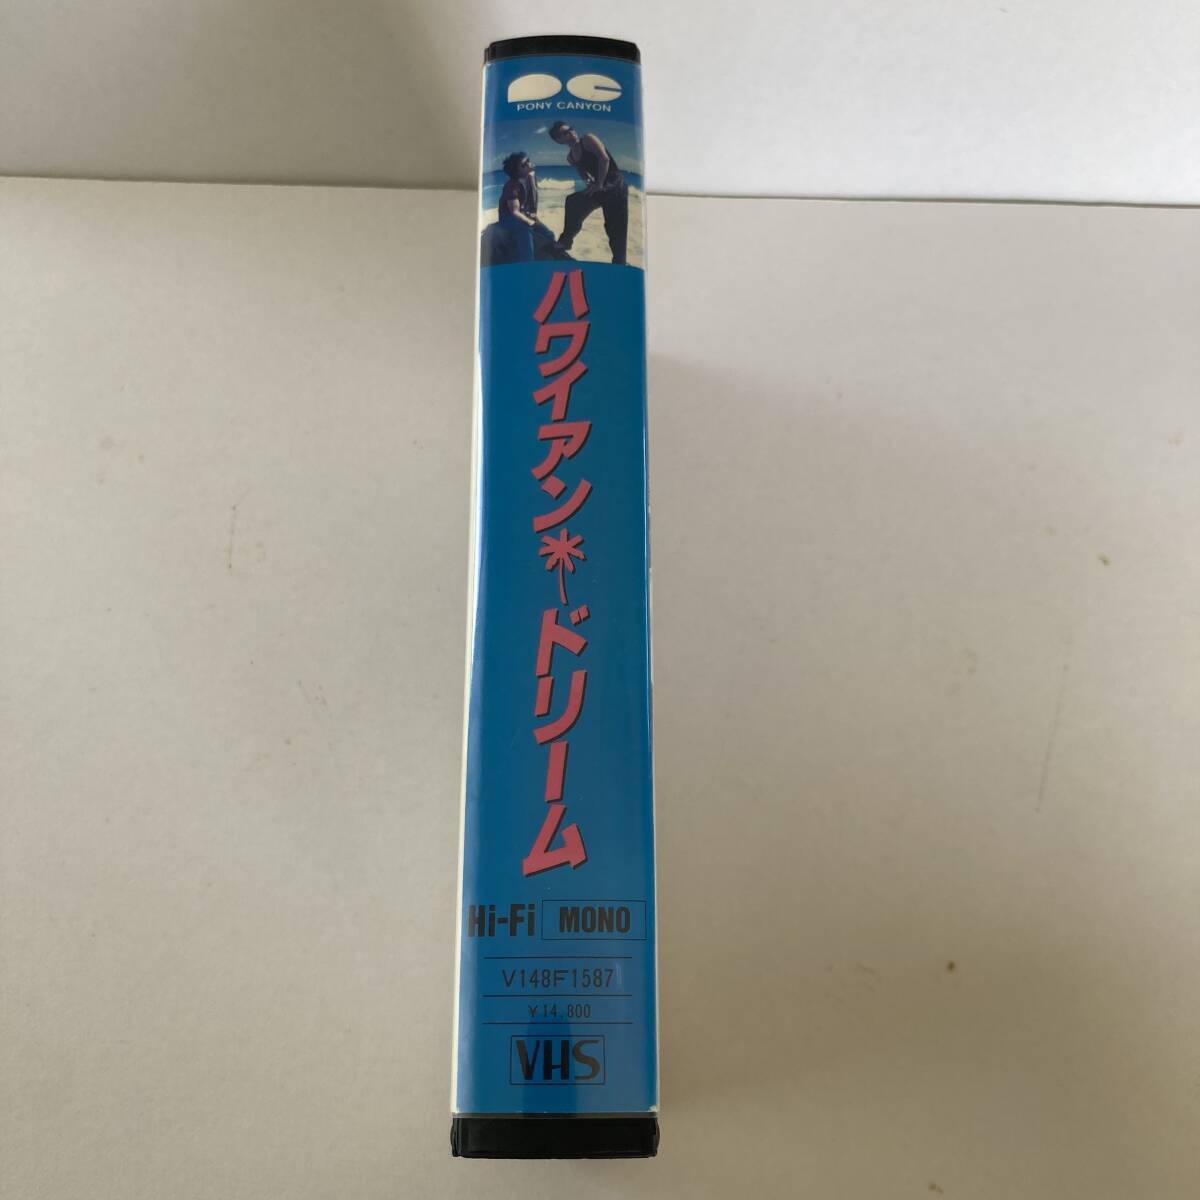 PC
PONY CANYON
ハワイアン・ドリーム
Hi-Fi MONO
V148F1587
¥14,800
VHS